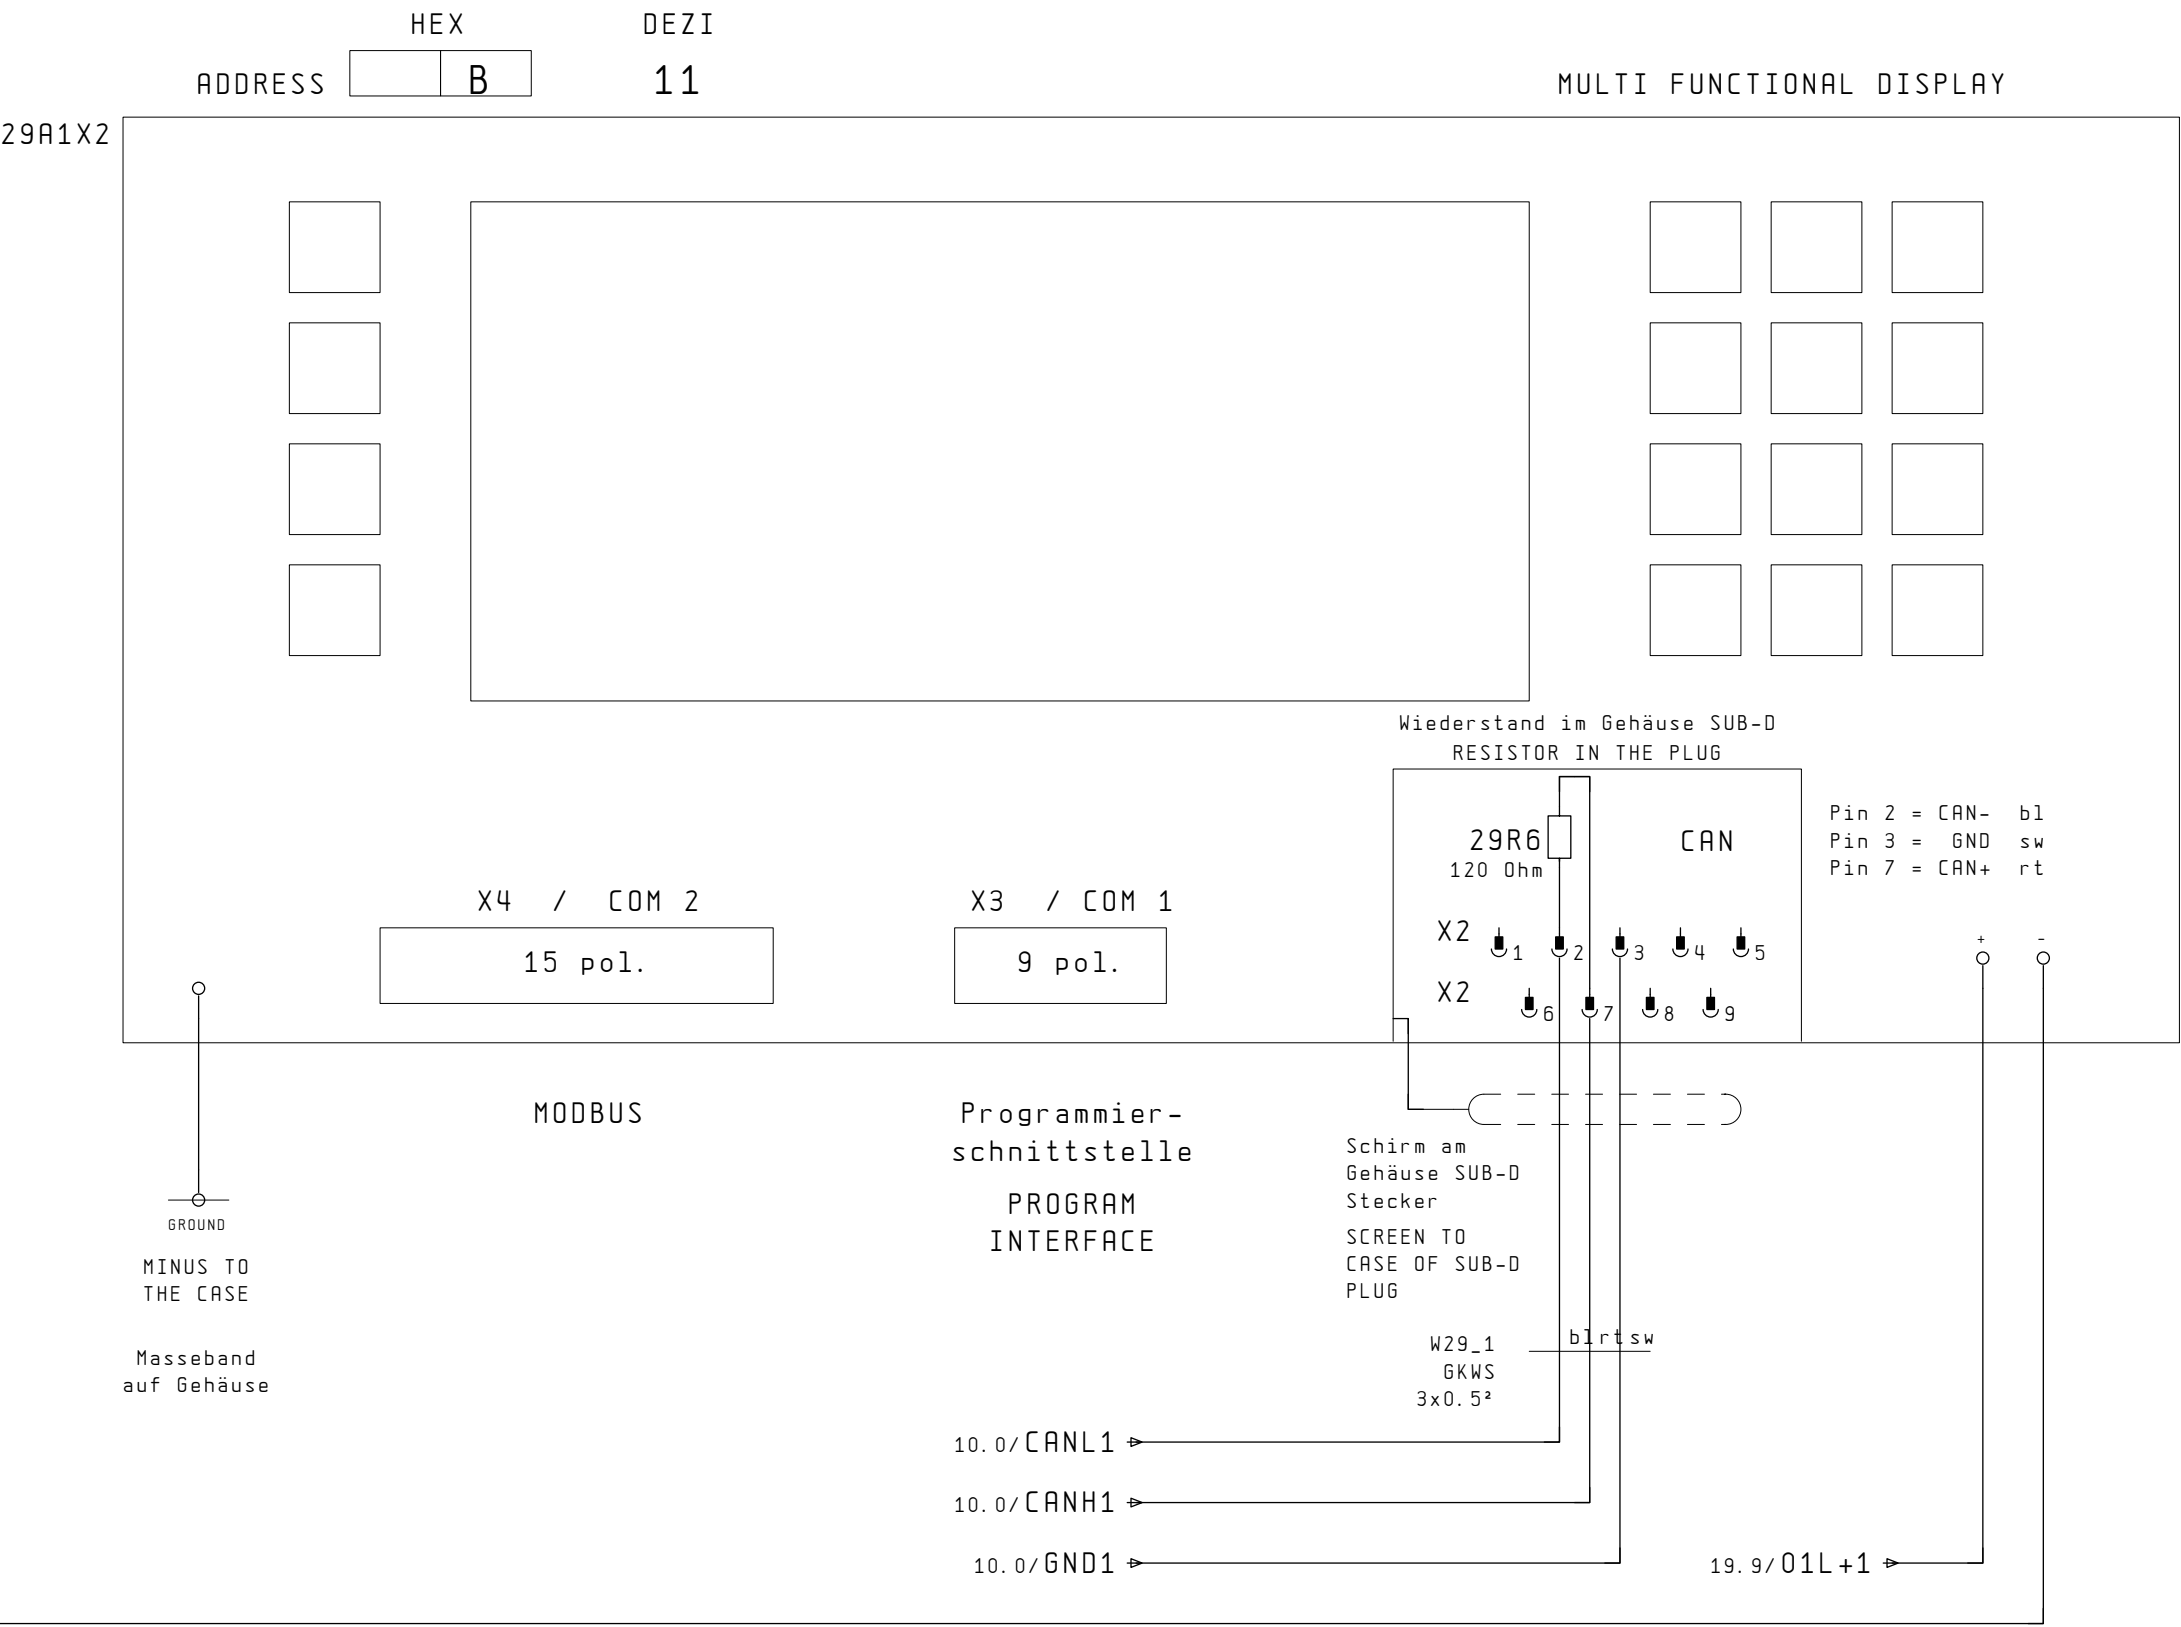 HEX DEZI
ADDRESS B 11 MULTI FUNCTIONAL DISPLAY
29A1X2
Wiederstand im Gehäuse SUB-D
RESISTOR IN THE PLUG
29R6 CAN
120 Ohm
Pin 2 = CAN- bl
Pin 3 = GND sw
Pin 7 = CAN+ rt
X4 / COM 2 X3 / COM 1
15 pol. 9 pol.
X2 1 2 3 4 5
X2 6 7 8 9
+ -
MODBUS
Programmier-
schnittstelle
PROGRAM
INTERFACE
Schirm am
Gehäuse SUB-D
Stecker
SCREEN TO
CASE OF SUB-D
PLUG
GROUND
MINUS TO
THE CASE
Masseband
auf Gehäuse
W29_1 blrtsw
GKWS
3x0.5²
10.0/CANL1
10.0/CANH1
10.0/GND1 19.9/01L+1